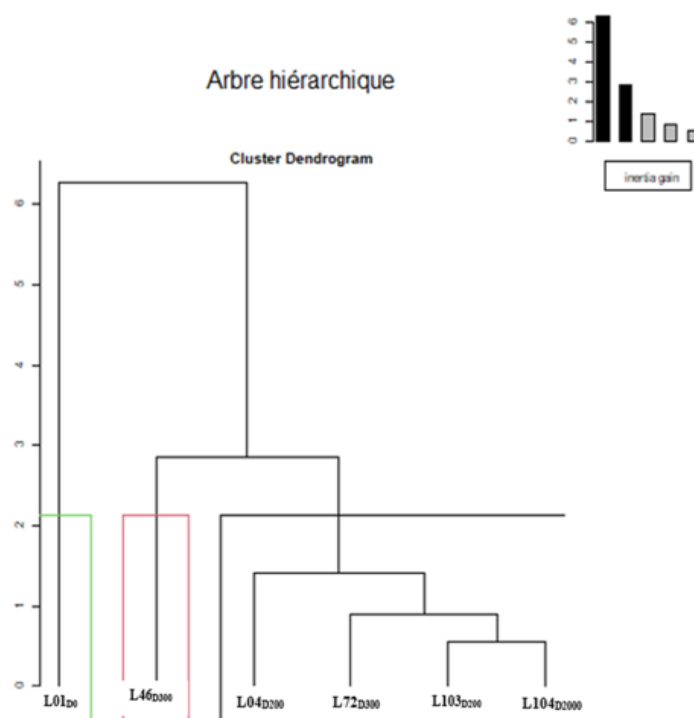 Arbre hiérarchique
0 1 2 3 4 5 6
inertia gain
Cluster Dendrogram
0 1 2 3 4 5 6
L01D0 L46D300 L04D200 L72D300 L103D200 L104D2000